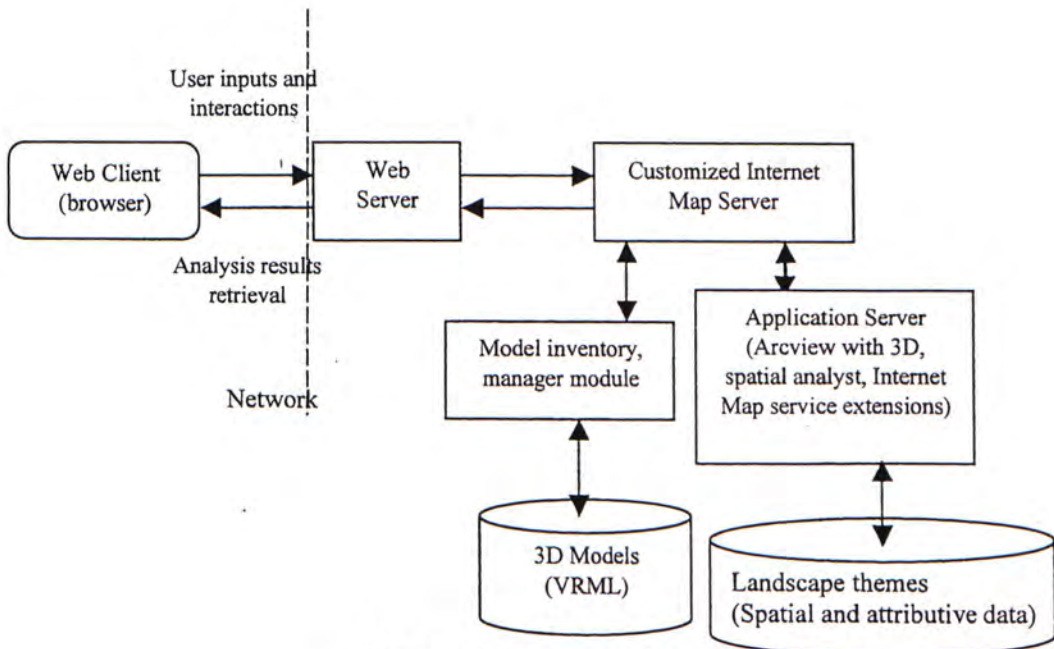 User inputs and
interactions
Web Client
(browser)
Web
Server
Customized Internet
Map Server
Analysis results
retrieval
Network
Model inventory,
manager module
Application Server
(Arcview with 3D,
spatial analyst, Internet
Map service extensions)
3D Models
(VRML)
Landscape themes
(Spatial and attributive data)